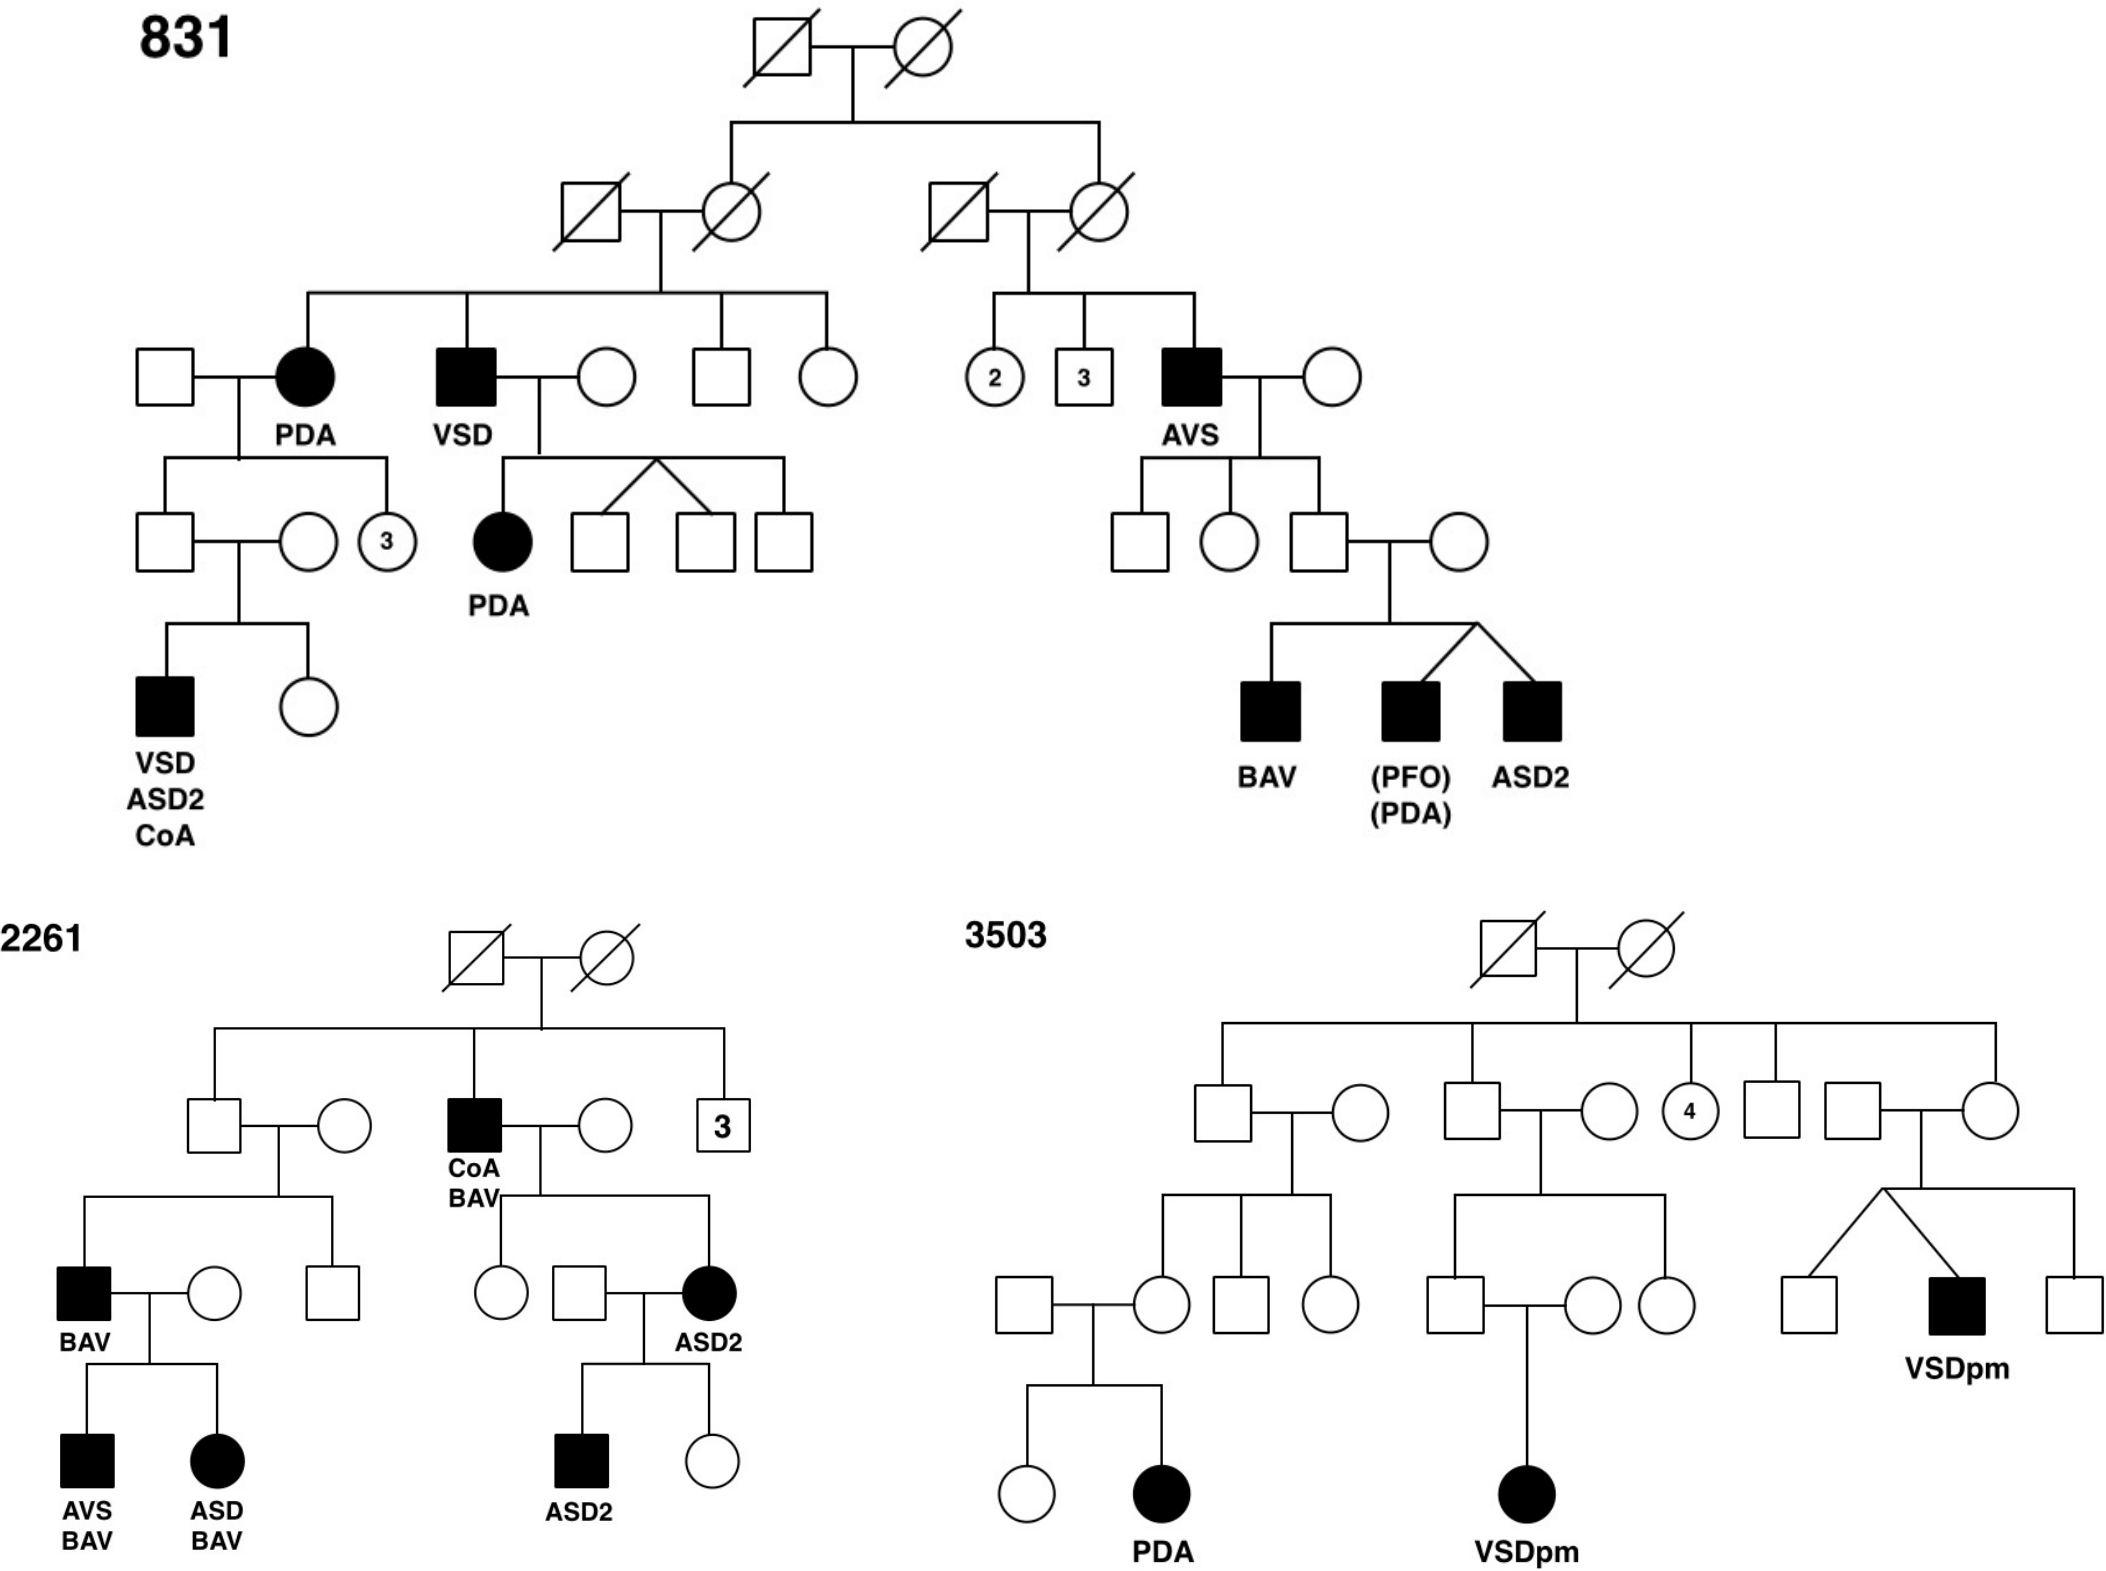 831
2
3
PDA
VSD
AVS
3
PDA
VSD
ASD2
CoA
BAV
(PFO)
(PDA)
ASD2
2261
3
CoA
BAV
BAV
ASD2
AVS
BAV
ASD
BAV
ASD2
3503
4
VSDpm
PDA
VSDpm